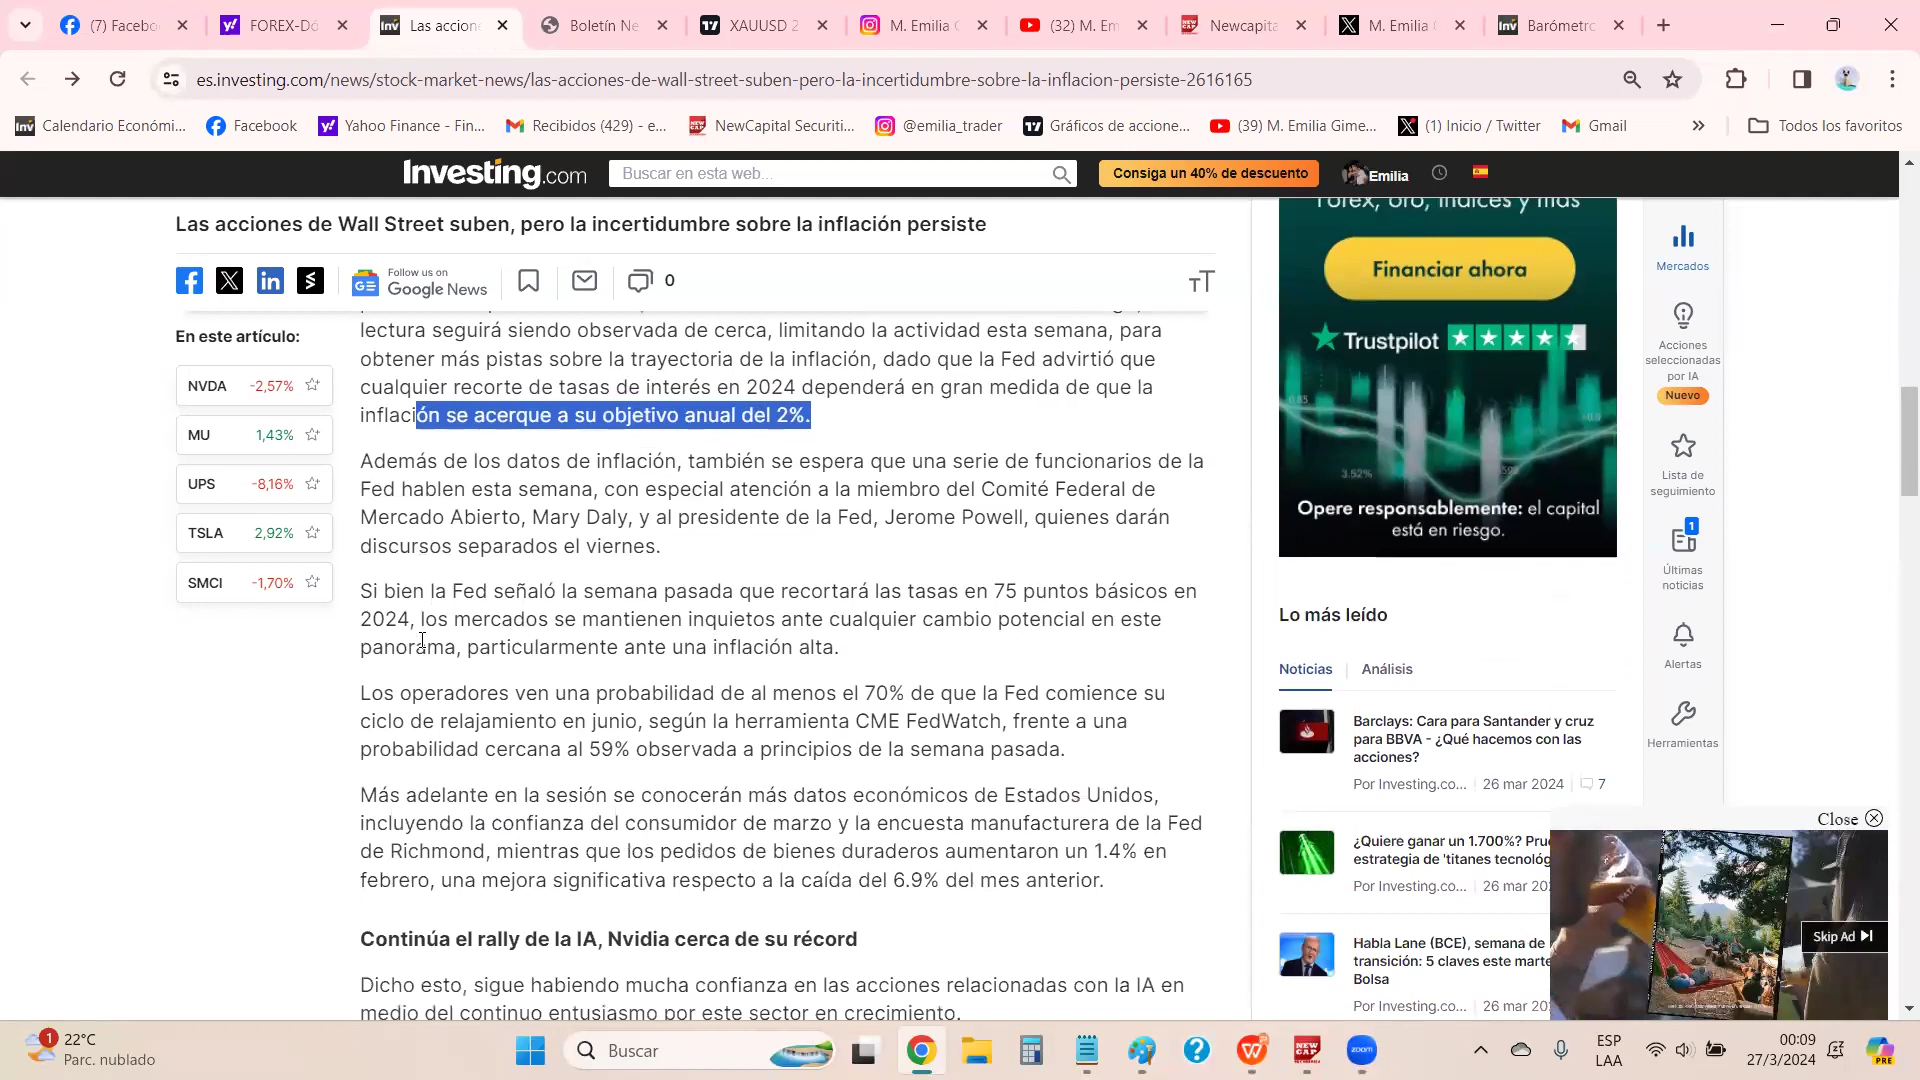 (7) Facebo
FOREX-Dó
Las accion
Boletín Ne
XAUUSD 2
M. Emilia G
(32) M. Em
Newcapita
M. Emilia
Barómetro
es.investing.com/news/stock-market-news/las-acciones-de-wall-street-suben-pero-la-incertidumbre-sobre-la-inflacion-persiste-2616165
Calendario Económi...
Facebook
Yahoo Finance - Fin...
Recibidos (429) - e...
NewCapital Securiti...
@emilia_trader
Gráficos de accione...
(39) M. Emilia Gime...
(1) Inicio / Twitter
Gmail
Todos los favoritos
Investing.com
Buscar en esta web...
Consiga un 40% de descuento
Emilia
Las acciones de Wall Street suben, pero la incertidumbre sobre la inflación persiste
Follow us on
Google News
0
En este artículo:
NVDA -2,57%
MU 1,43%
UPS -8,16%
TSLA 2,92%
SMCI -1,70%
lectura seguirá siendo observada de cerca, limitando la actividad esta semana, para
obtener más pistas sobre la trayectoria de la inflación, dado que la Fed advirtió que
cualquier recorte de tasas de interés en 2024 dependerá en gran medida de que la
inflación se acerque a su objetivo anual del 2%.
Además de los datos de inflación, también se espera que una serie de funcionarios de la
Fed hablen esta semana, con especial atención a la miembro del Comité Federal de
Mercado Abierto, Mary Daly, y al presidente de la Fed, Jerome Powell, quienes darán
discursos separados el viernes.
Si bien la Fed señaló la semana pasada que recortará las tasas en 75 puntos básicos en
2024, los mercados se mantienen inquietos ante cualquier cambio potencial en este
panorama, particularmente ante una inflación alta.
Los operadores ven una probabilidad de al menos el 70% de que la Fed comience su
ciclo de relajamiento en junio, según la herramienta CME FedWatch, frente a una
probabilidad cercana al 59% observada a principios de la semana pasada.
Más adelante en la sesión se conocerán más datos económicos de Estados Unidos,
incluyendo la confianza del consumidor de marzo y la encuesta manufacturera de la Fed
de Richmond, mientras que los pedidos de bienes duraderos aumentaron un 1.4% en
febrero, una mejora significativa respecto a la caída del 6.9% del mes anterior.
Continúa el rally de la IA, Nvidia cerca de su récord
Dicho esto, sigue habiendo mucha confianza en las acciones relacionadas con la IA en
medio del continuo entusiasmo por este sector en crecimiento.
Forex, oro, índices y más
Financiar ahora
Trustpilot
0.85
3.52%
Opere responsablemente: el capital
está en riesgo.
Lo más leído
Noticias
Análisis
Barclays: Cara para Santander y cruz
para BBVA - ¿Qué hacemos con las
acciones?
Por Investing.co... 26 mar 2024 7
¿Quiere ganar un 1.700%? Prue
estrategia de 'titanes tecnológ
Por Investing.co... 26 mar 20
Habla Lane (BCE), semana de
transición: 5 claves este marte
Bolsa
Por Investing.co... 26 mar 20
Mercados
Acciones
seleccionadas
por IA
Nuevo
Lista de
seguimiento
1
Últimas
noticias
Alertas
Herramientas
Close
Skip Ad
1
22°C
Parc. nublado
Buscar
zoom
ESP
LAA
00:09
27/3/2024
PRE